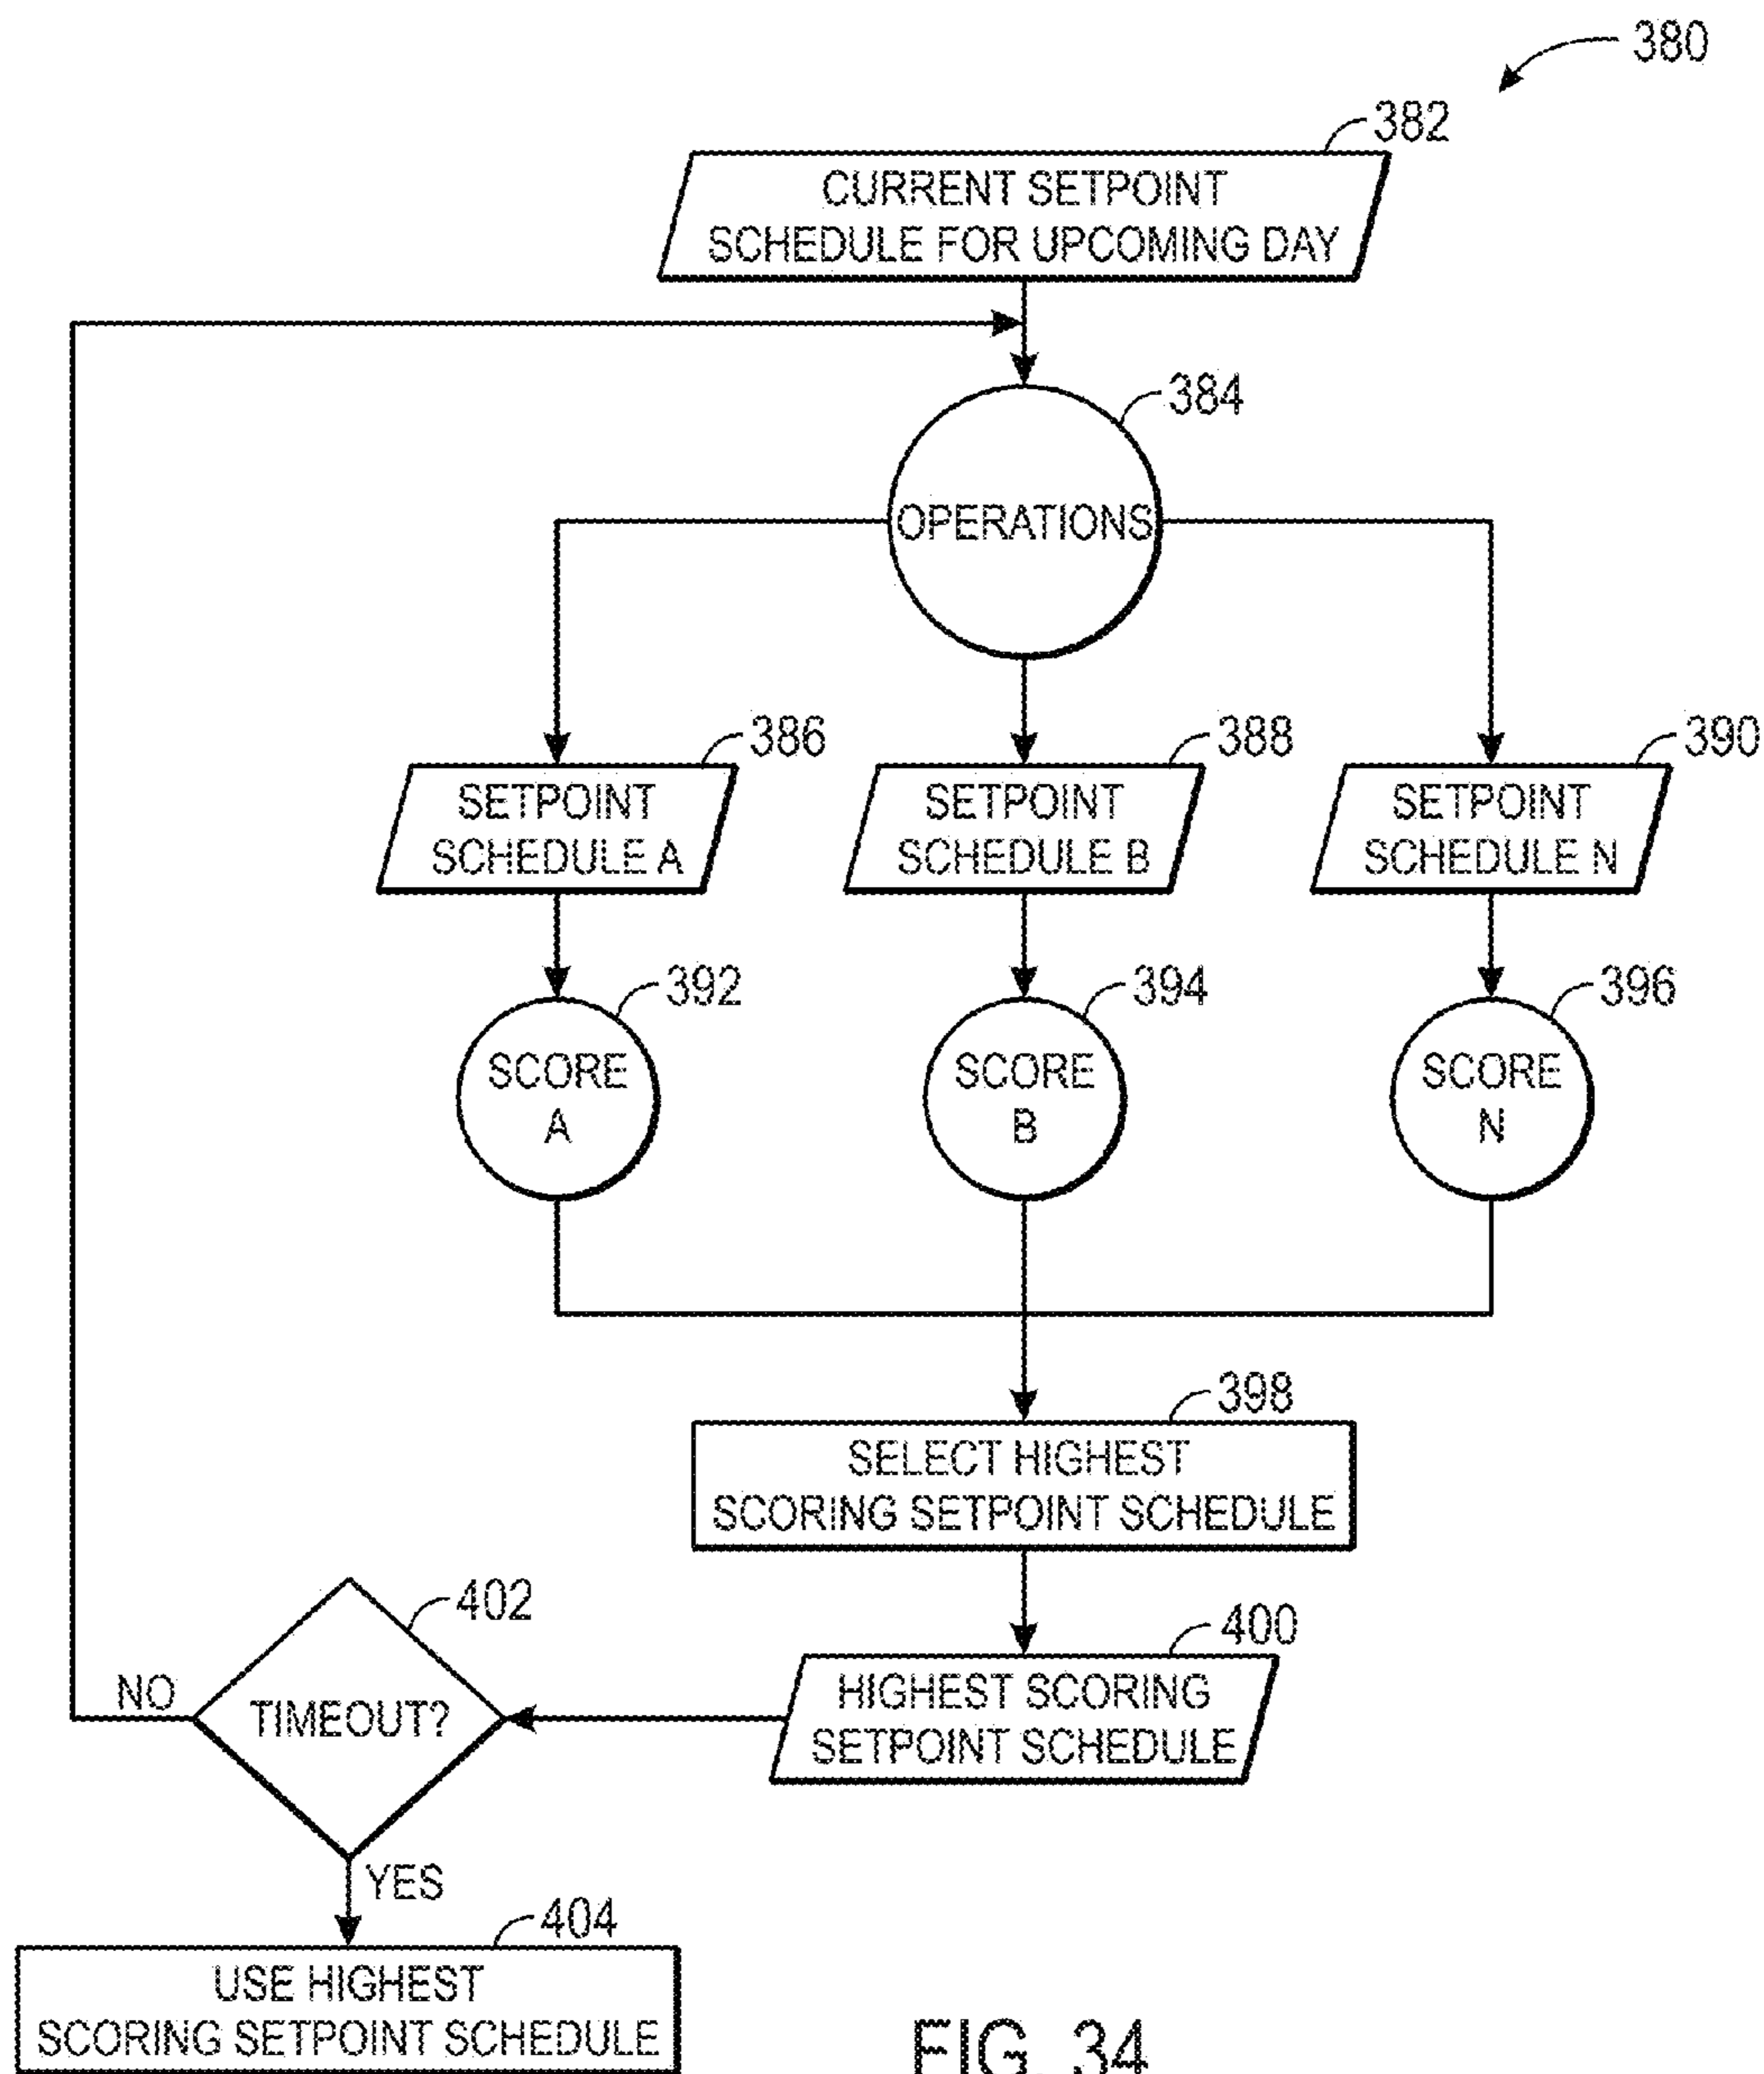 380
382
CURRENT SETPOINT
SCHEDULE FOR UPCOMING DAY
384
OPERATIONS
386
388
390
SETPOINT
SCHEDULE A
SETPOINT
SCHEDULE B
SETPOINT
SCHEDULE N
392
394
396
SCORE
A
SCORE
B
SCORE
N
398
SELECT HIGHEST
SCORING SETPOINT SCHEDULE
400
HIGHEST SCORING
SETPOINT SCHEDULE
402
TIMEOUT?
NO
YES
404
USE HIGHEST
SCORING SETPOINT SCHEDULE
FIG. 34